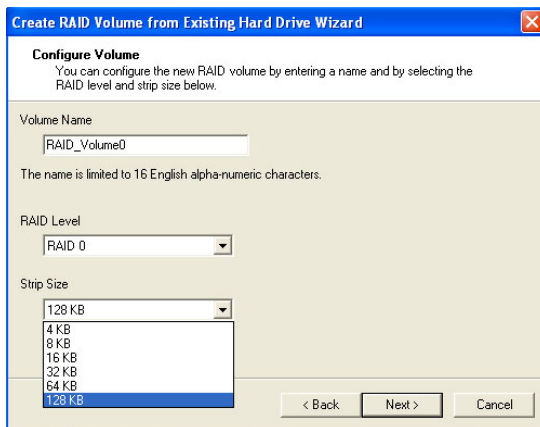 Create RAID Volume from Existing Hard Drive Wizard
Configure Volume
You can configure the new RAID volume by entering a name and by selecting the
RAID level and strip size below.
Volume Name
RAID_Volume0
The name is limited to 16 English alpha-numeric characters.
RAID Level
RAID 0
Strip Size
128 KB
4 KB
8 KB
16 KB
32 KB
64 KB
128 KB
< Back
Next >
Cancel